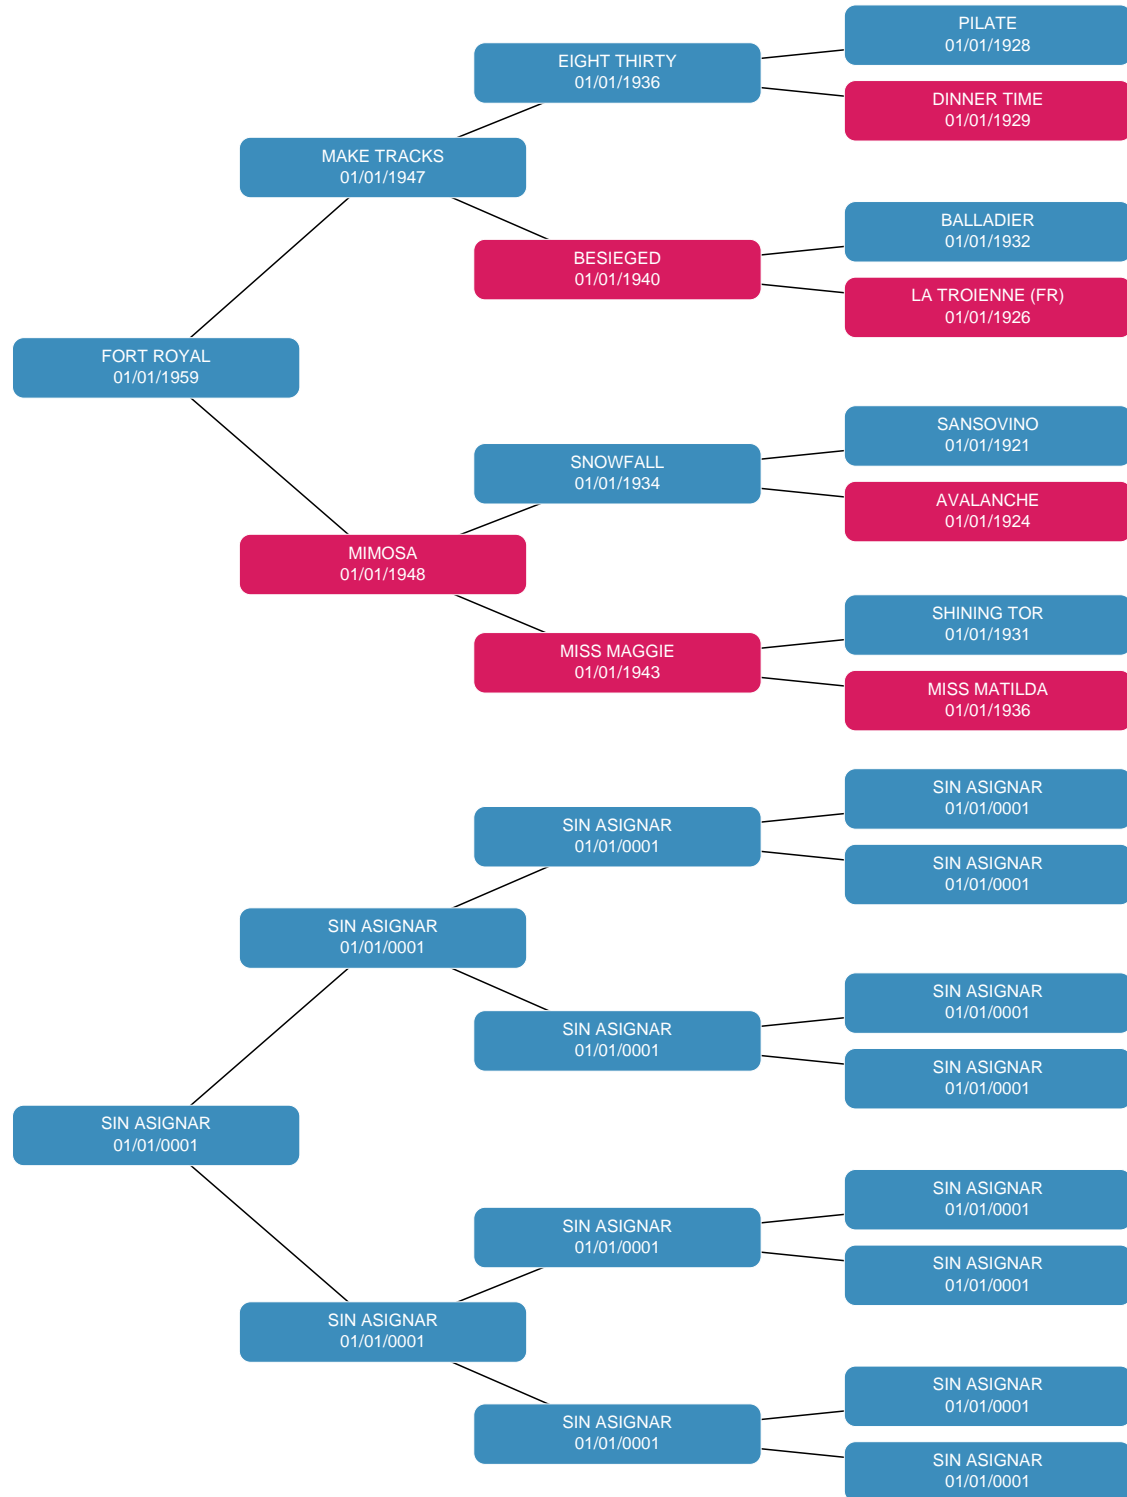 PILATE
01/01/1928
EIGHT THIRTY
01/01/1936
DINNER TIME
01/01/1929
MAKE TRACKS
01/01/1947
BALLADIER
01/01/1932
BESIEGED
01/01/1940
LA TROIENNE (FR)
01/01/1926
FORT ROYAL
01/01/1959
SANSOVINO
01/01/1921
SNOWFALL
01/01/1934
AVALANCHE
01/01/1924
MIMOSA
01/01/1948
SHINING TOR
01/01/1931
MISS MAGGIE
01/01/1943
MISS MATILDA
01/01/1936
SIN ASIGNAR
01/01/0001
SIN ASIGNAR
01/01/0001
SIN ASIGNAR
01/01/0001
SIN ASIGNAR
01/01/0001
SIN ASIGNAR
01/01/0001
SIN ASIGNAR
01/01/0001
SIN ASIGNAR
01/01/0001
SIN ASIGNAR
01/01/0001
SIN ASIGNAR
01/01/0001
SIN ASIGNAR
01/01/0001
SIN ASIGNAR
01/01/0001
SIN ASIGNAR
01/01/0001
SIN ASIGNAR
01/01/0001
SIN ASIGNAR
01/01/0001
SIN ASIGNAR
01/01/0001